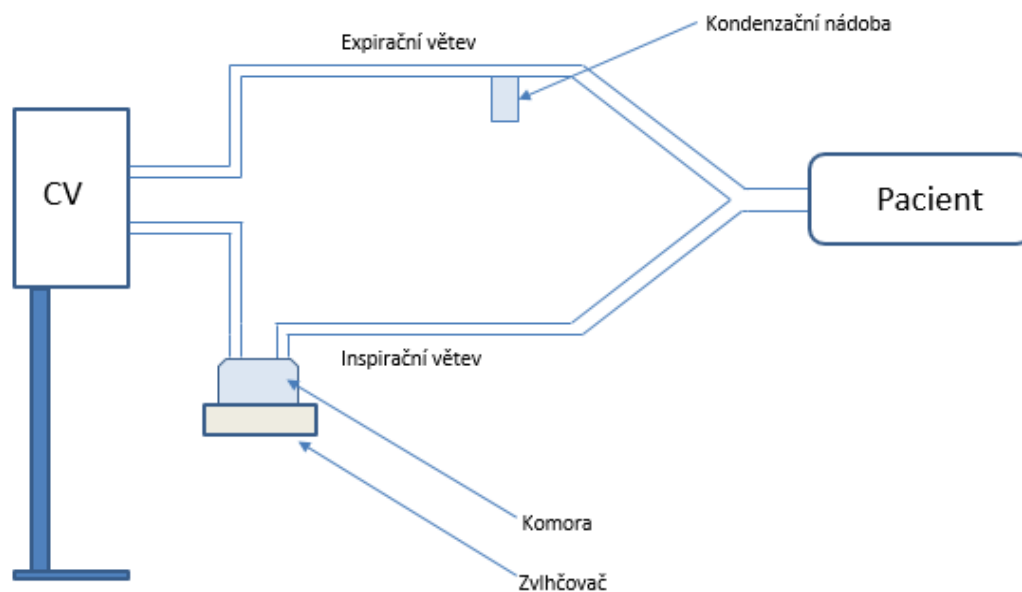 Kondenzační nádoba
Expirační větev
CV
Pacient
Inspirační větev
Komora
Zvlhčovač